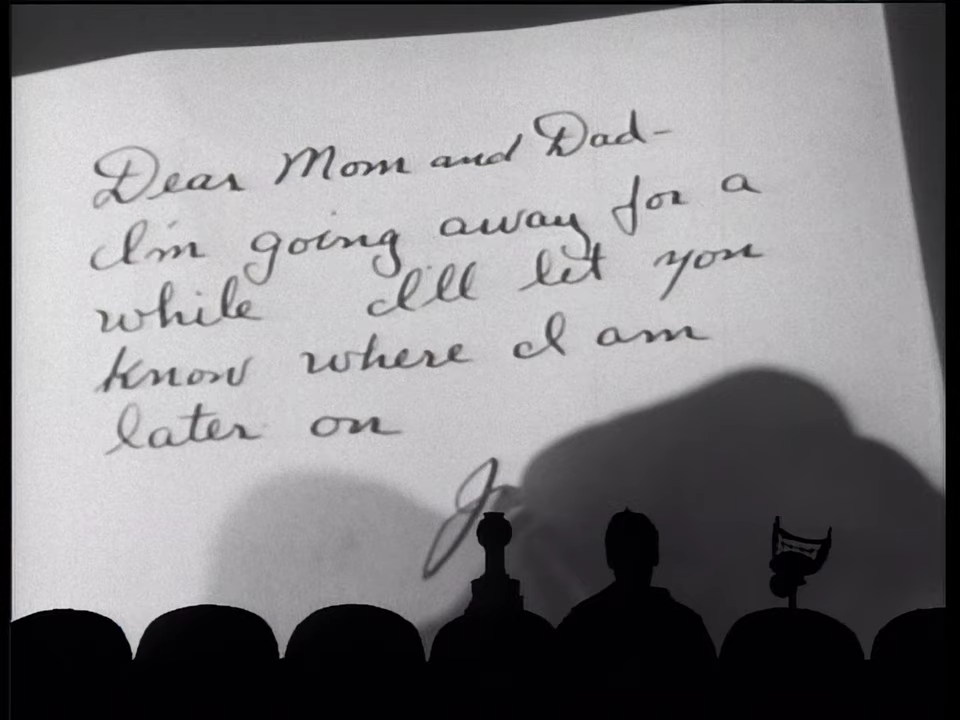 Dear Mom and Dad-
I'm going away for a
while I'll let you
know where I am
later on
J